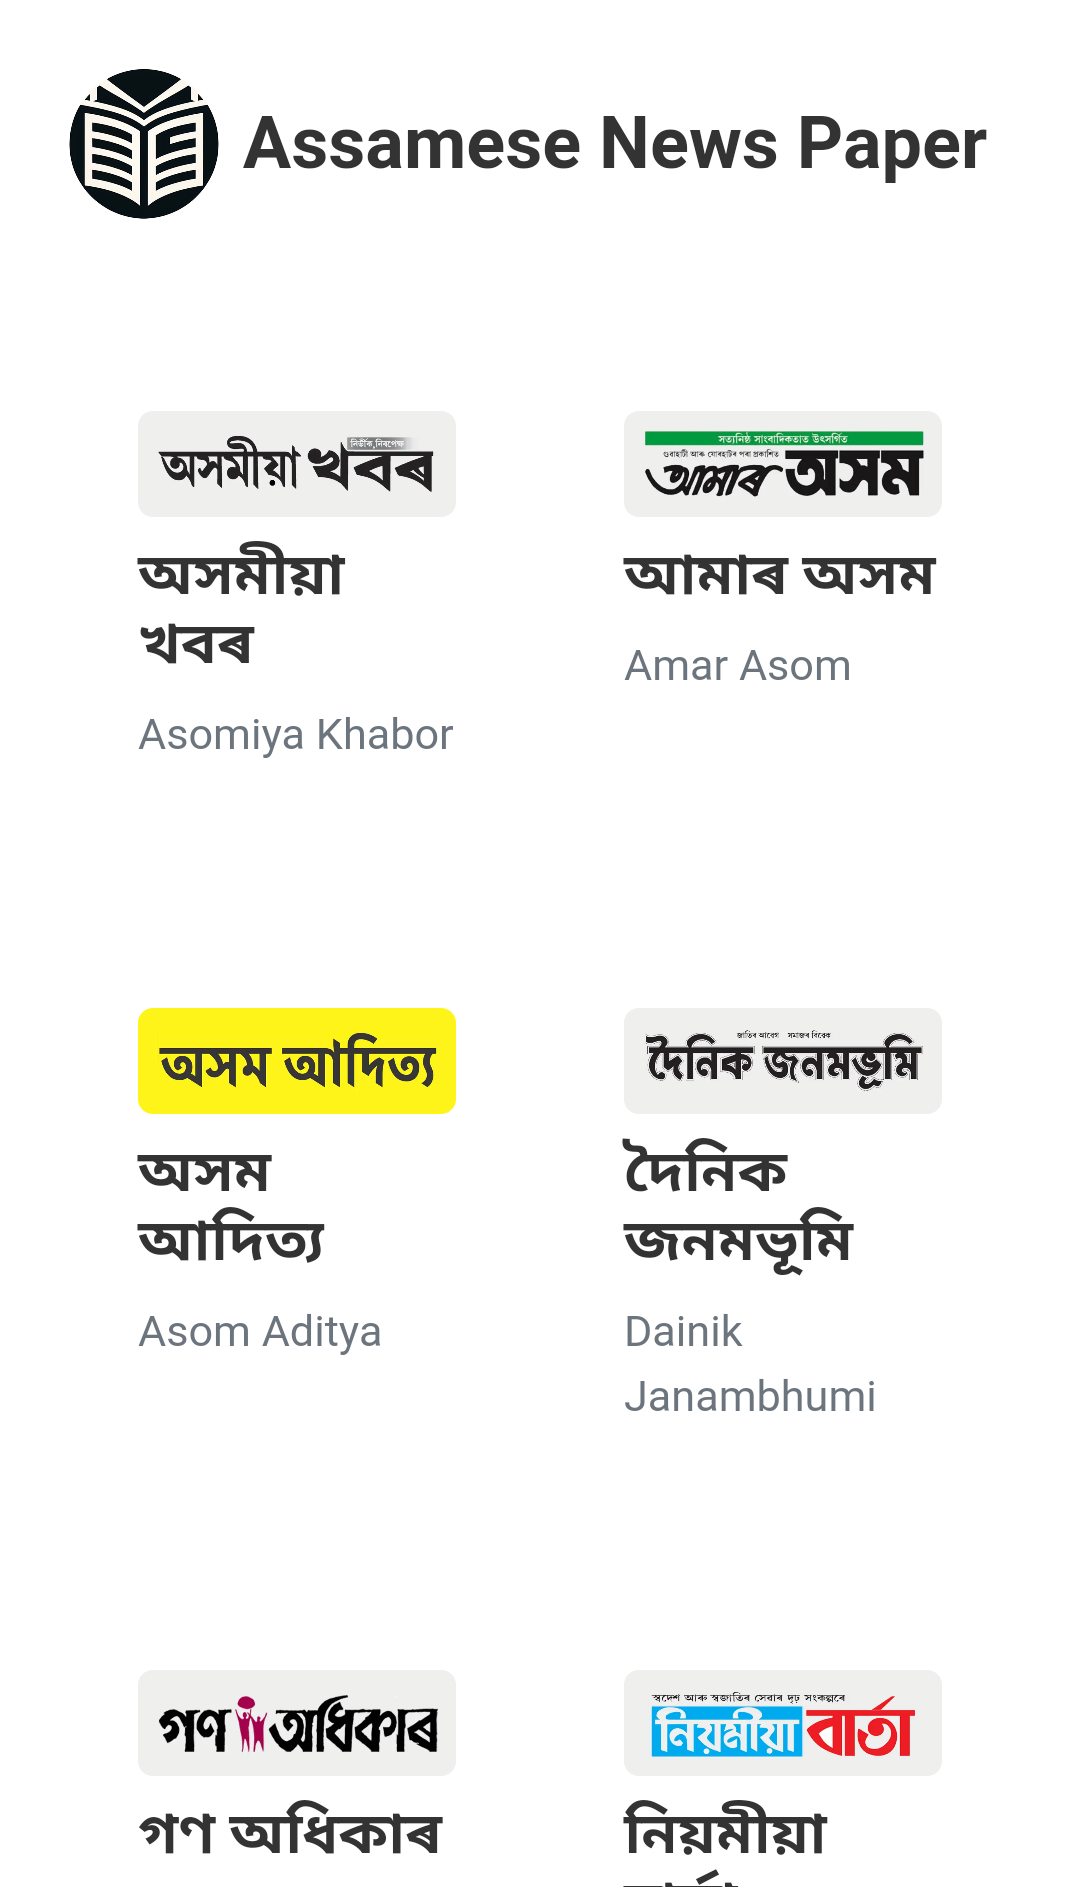 Assamese News Paper
নিৰ্ভীক,নিৰপেক্ষ
অসমীয়া খবৰ
অসমীয়া
খবৰ
Asomiya Khabor
সত্যনিষ্ঠ সাংবাদিকতাত উৎসৰ্গিত
গুৱাহাটী আৰু যোৰহাটৰ পৰা প্ৰকাশিত
আমাৰ অসম
আমাৰ অসম
Amar Asom
অসম আদিত্য
অসম
আদিত্য
Asom Aditya
জাতিৰ আৱেগ সমাজৰ বিবেক
দৈনিক জনমভূমি
দৈনিক
জনমভূমি
Dainik
Janambhumi
গণ অধিকাৰ
গণ অধিকাৰ
স্বদেশ আৰু স্বজাতিৰ সেৱাৰ দৃঢ় সংকল্পৰে
নিয়মীয়া বাৰ্তা
নিয়মীয়া